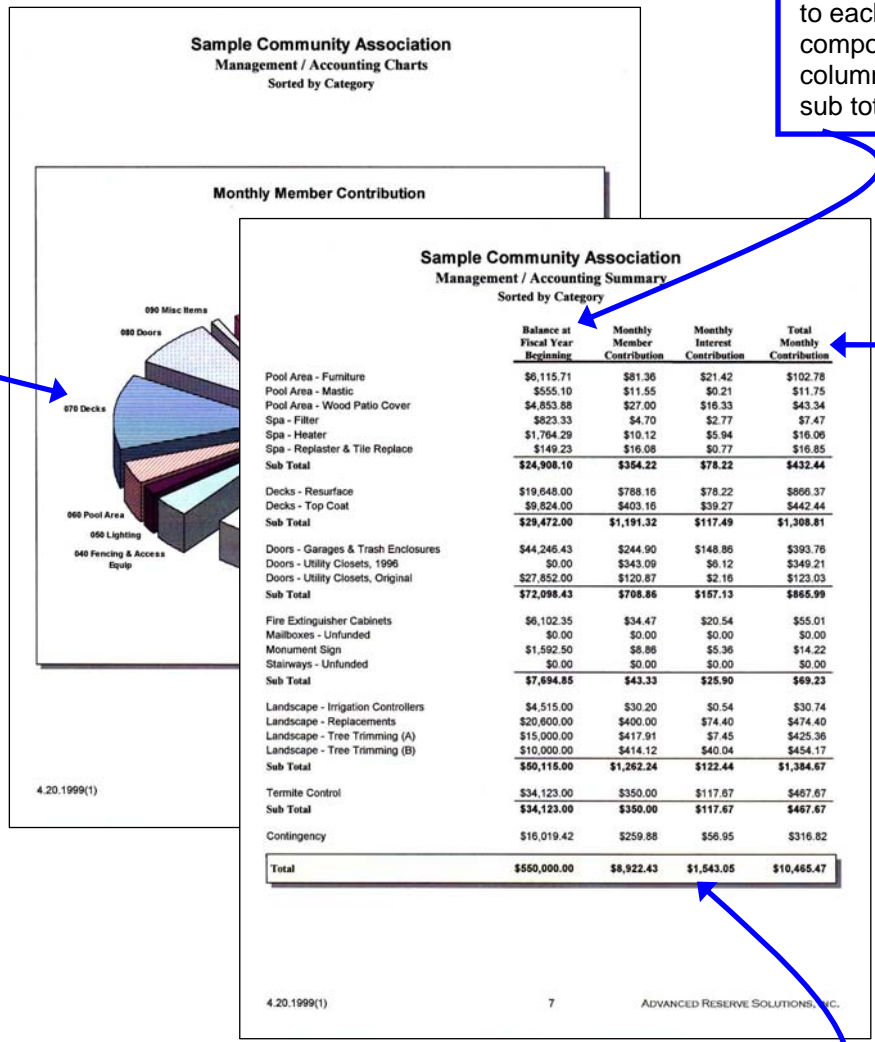 to each
compo
column
sub tot
Sample Community Association
Management / Accounting Charts
Sorted by Category
Monthly Member Contribution
090 Misc Items
080 Doors
070 Decks
060 Pool Area
050 Lighting
040 Fencing & Access
Equip
4.20.1999(1)
Sample Community Association
Management / Accounting Summary
Sorted by Category
Balance at Monthly Monthly Total
Fiscal Year Member Interest Monthly
Beginning Contribution Contribution Contribution
Pool Area - Furniture $6,115.71 $81.36 $21.42 $102.78
Pool Area - Mastic $555.10 $11.55 $0.21 $11.75
Pool Area - Wood Patio Cover $4,853.88 $27.00 $16.33 $43.34
Spa - Filter $823.33 $4.70 $2.77 $7.47
Spa - Heater $1,764.29 $10.12 $5.94 $16.06
Spa - Replaster & Tile Replace $149.23 $16.08 $0.77 $16.85
Sub Total $24,908.10 $354.22 $78.22 $432.44
Decks - Resurface $19,648.00 $788.16 $78.22 $866.37
Decks - Top Coat $9,824.00 $403.16 $39.27 $442.44
Sub Total $29,472.00 $1,191.32 $117.49 $1,308.81
Doors - Garages & Trash Enclosures $44,246.43 $244.90 $148.86 $393.76
Doors - Utility Closets, 1996 $0.00 $343.09 $6.12 $349.21
Doors - Utility Closets, Original $27,852.00 $120.87 $2.16 $123.03
Sub Total $72,098.43 $708.86 $157.13 $865.99
Fire Extinguisher Cabinets $6,102.35 $34.47 $20.54 $55.01
Mailboxes - Unfunded $0.00 $0.00 $0.00 $0.00
Monument Sign $1,592.50 $8.86 $5.36 $14.22
Stairways - Unfunded $0.00 $0.00 $0.00 $0.00
Sub Total $7,694.85 $43.33 $25.90 $69.23
Landscape - Irrigation Controllers $4,515.00 $30.20 $0.54 $30.74
Landscape - Replacements $20,600.00 $400.00 $74.40 $474.40
Landscape - Tree Trimming (A) $15,000.00 $417.91 $7.45 $425.36
Landscape - Tree Trimming (B) $10,000.00 $414.12 $40.04 $454.17
Sub Total $50,115.00 $1,262.24 $122.44 $1,384.67
Termite Control $34,123.00 $350.00 $117.67 $467.67
Sub Total $34,123.00 $350.00 $117.67 $467.67
Contingency $16,019.42 $259.88 $56.95 $316.82
Total $550,000.00 $8,922.43 $1,543.05 $10,465.47
4.20.1999(1) 7 ADVANCED RESERVE SOLUTIONS, INC.